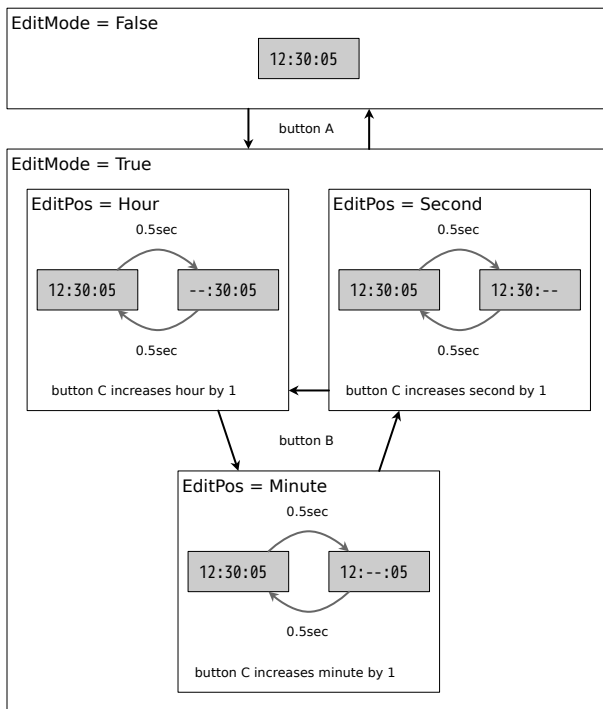 EditMode = False
12:30:05
button A
EditMode = True
EditPos = Hour
0.5sec
12:30:05
--:30:05
0.5sec
button C increases hour by 1
EditPos = Second
0.5sec
12:30:05
12:30:--
0.5sec
button C increases second by 1
button B
EditPos = Minute
0.5sec
12:30:05
12:--:05
0.5sec
button C increases minute by 1